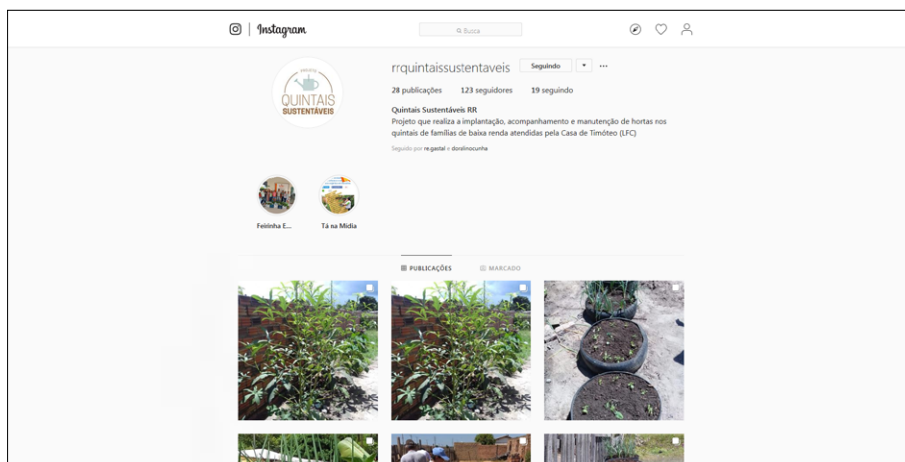 Instagram
Busca
PROJETO
QUINTAIS
SUSTENTÁVEIS
rrquintaissustentaveis Seguindo
28 publicações 123 seguidores 19 seguindo
Quintais Sustentáveis RR
Projeto que realiza a implantação, acompanhamento e manutenção de hortas nos
quintais de famílias de baixa renda atendidas pela Casa de Timóteo (LFC)
Seguido por re.gastal e dorolinocunha
Feirinha E... Tá na Mídia
PUBLICAÇÕES MARCADO